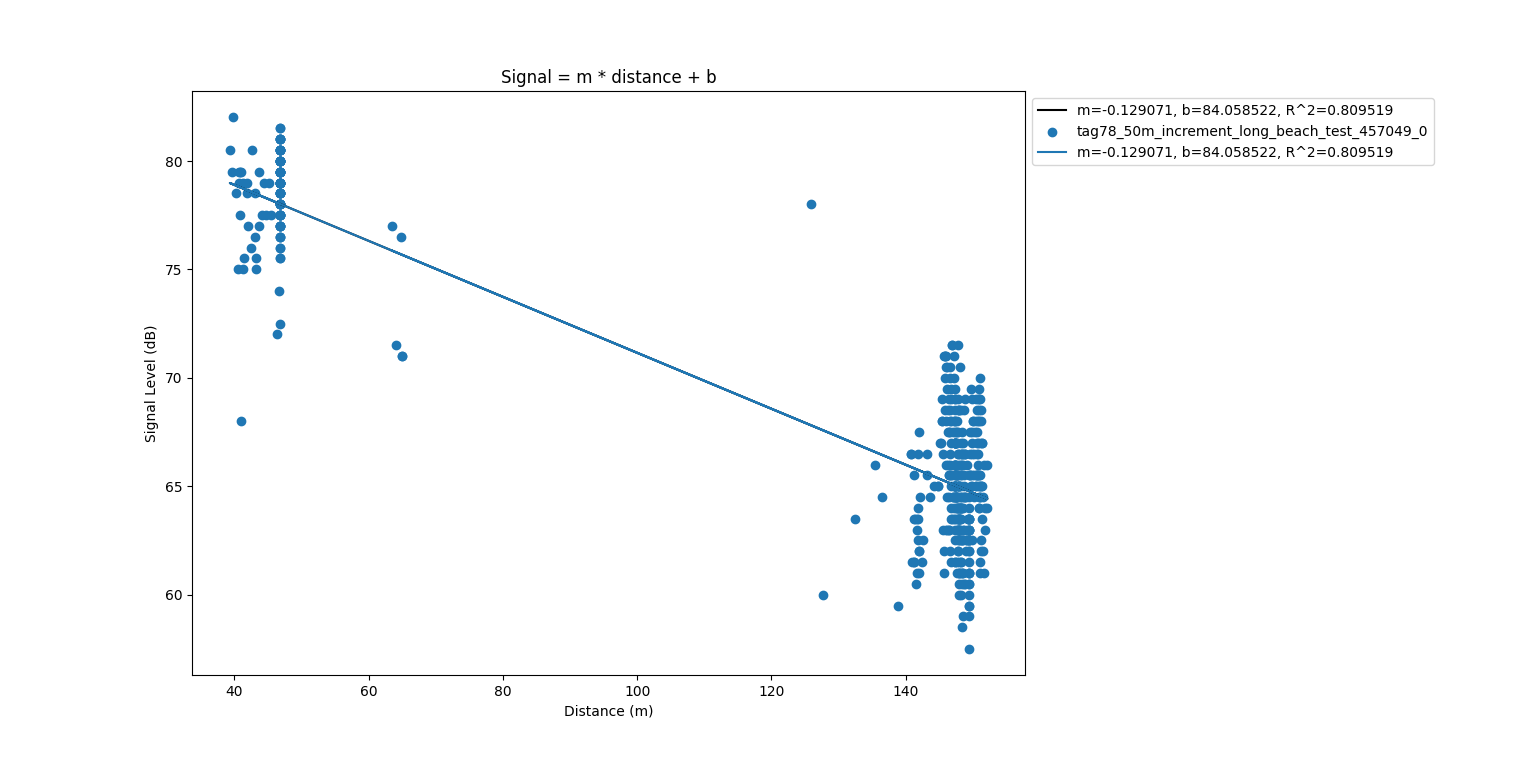 Signal = m * distance + b
m=-0.129071, b=84.058522, R^2=0.809519
tag78_50m_increment_long_beach_test_457049_0
m=-0.129071, b=84.058522, R^2=0.809519
Signal Level (dB)
80
75
70
65
60
40
60
80
100
120
140
Distance (m)